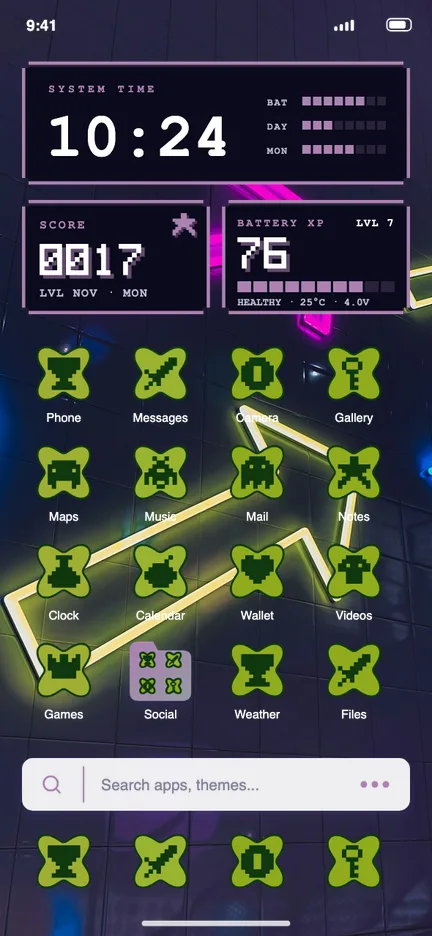 9:41
SYSTEM TIME
10:24
BAT
DAY
MON
SCORE
0017
LVL NOV · MON
BATTERY XP LVL 7
76
HEALTHY · 25°C · 4.0V
Phone Messages Camera Gallery
Maps Music Mail Notes
Clock Calendar Wallet Videos
Games Social Weather Files
Search apps, themes...